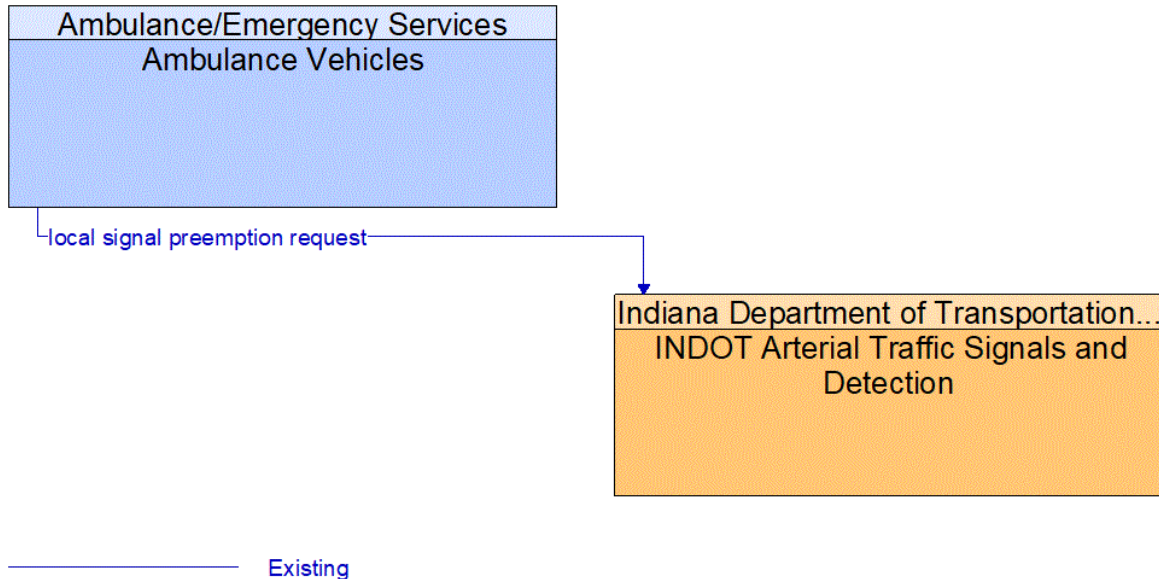 Ambulance/Emergency Services
Ambulance Vehicles
local signal preemption request
Indiana Department of Transportation...
INDOT Arterial Traffic Signals and
Detection
Existing